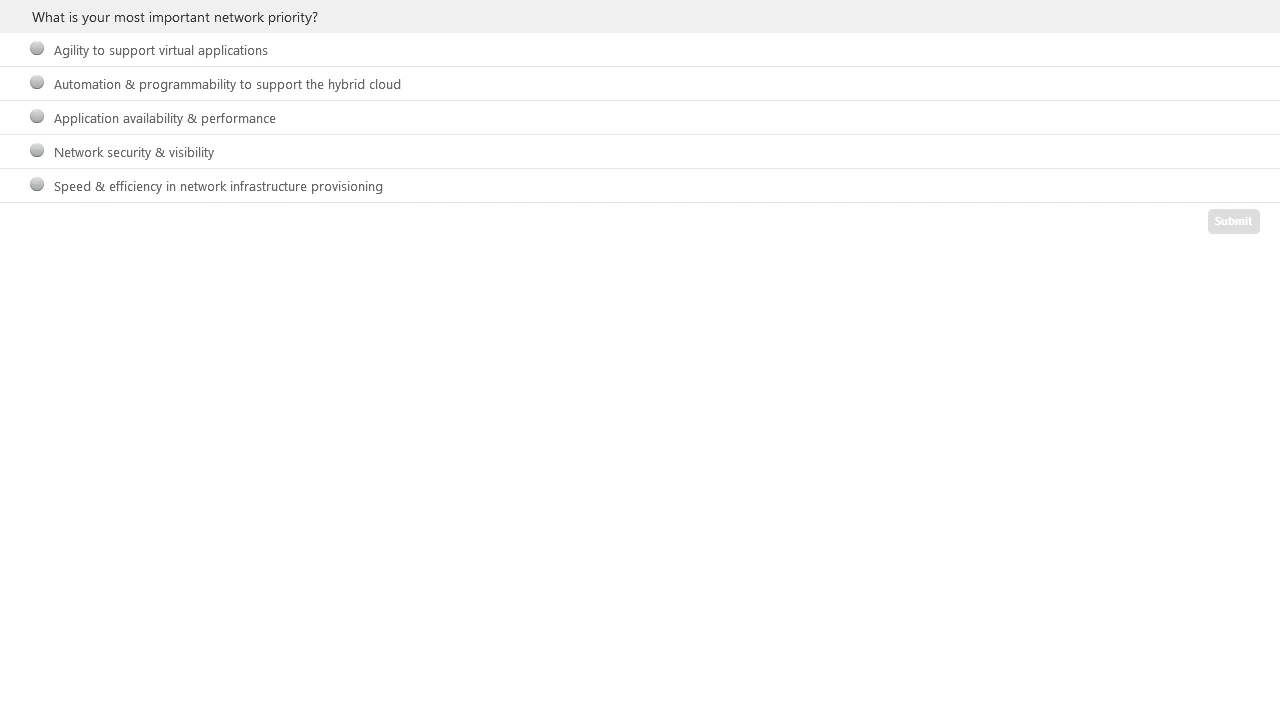 What is your most important network priority?
Agility to support virtual applications
Automation & programmability to support the hybrid cloud
Application availability & performance
Network security & visibility
Speed & efficiency in network infrastructure provisioning
Submit